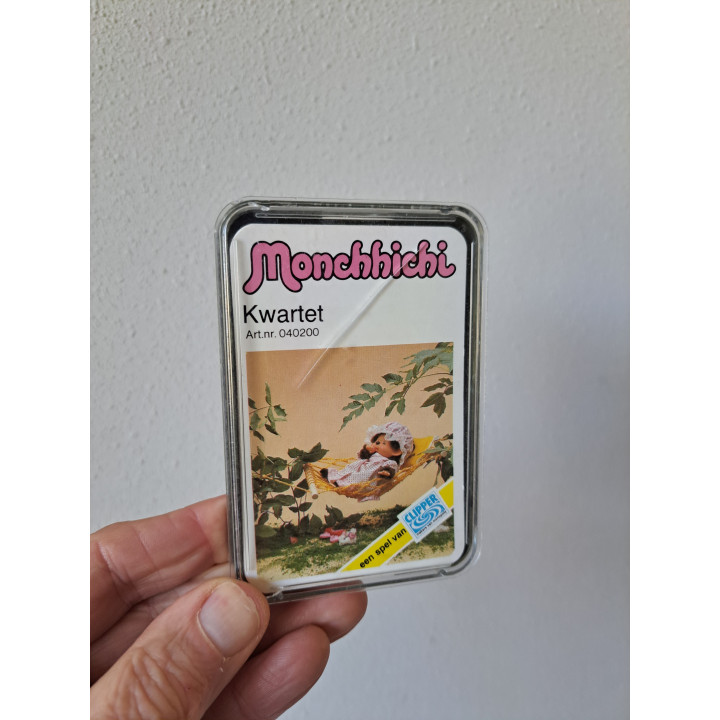 Monchhichi
Kwartet
Art.nr. 040200
een spel van
CLIPPER